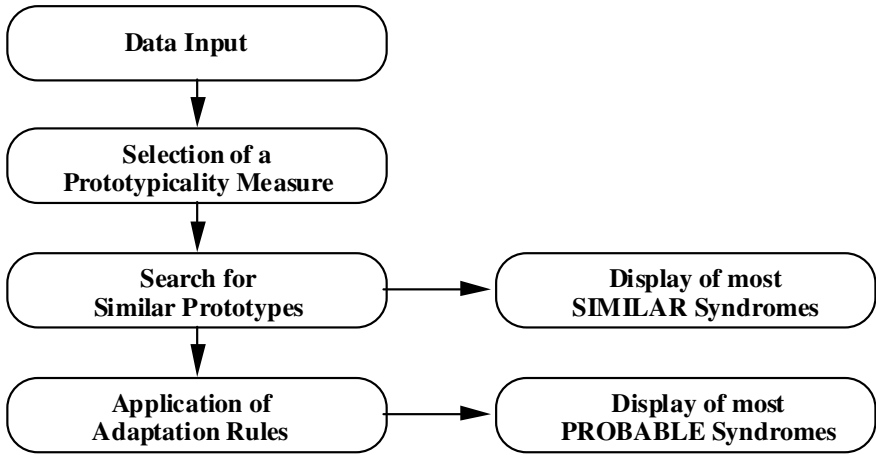 Data Input
Selection of a
Prototypicality Measure
Search for
Similar Prototypes
Display of most
SIMILAR Syndromes
Application of
Adaptation Rules
Display of most
PROBABLE Syndromes